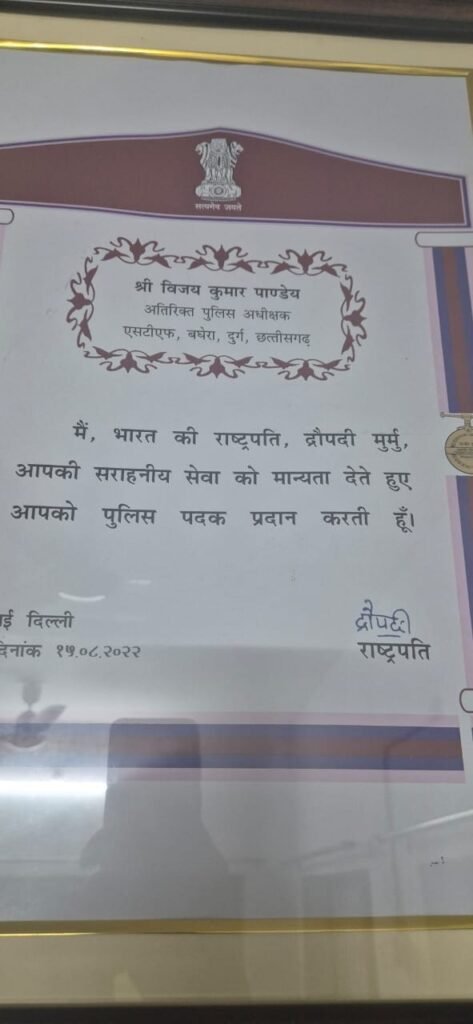 सत्यमेव जयते
श्री विजय कुमार पाण्डेय
अतिरिक्त पुलिस अधीक्षक
एसटीएफ, बघेरा, दुर्ग, छत्तीसगढ़
मैं, भारत की राष्ट्रपति, द्रौपदी मुर्मु,
आपकी सराहनीय सेवा को मान्यता देते हुए
आपको पुलिस पदक प्रदान करती हूँ।
ई दिल्ली
दिनांक १५.०८.२०२२
द्रौपदी
राष्ट्रपति